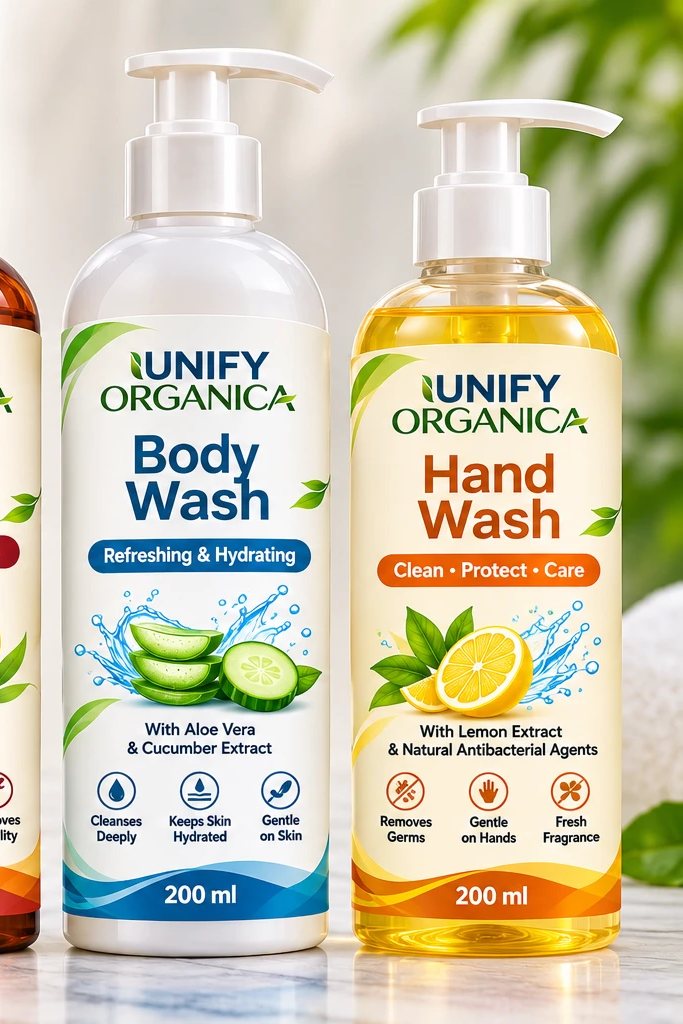 UNIFY
ORGANICA
Body
Wash
Refreshing & Hydrating
With Aloe Vera
& Cucumber Extract
Cleanses
Deeply
Keeps Skin
Hydrated
Gentle
on Skin
200 ml
UNIFY
ORGANICA
Hand
Wash
Clean • Protect • Care
With Lemon Extract
& Natural Antibacterial Agents
Removes
Germs
Gentle
on Hands
Fresh
Fragrance
200 ml